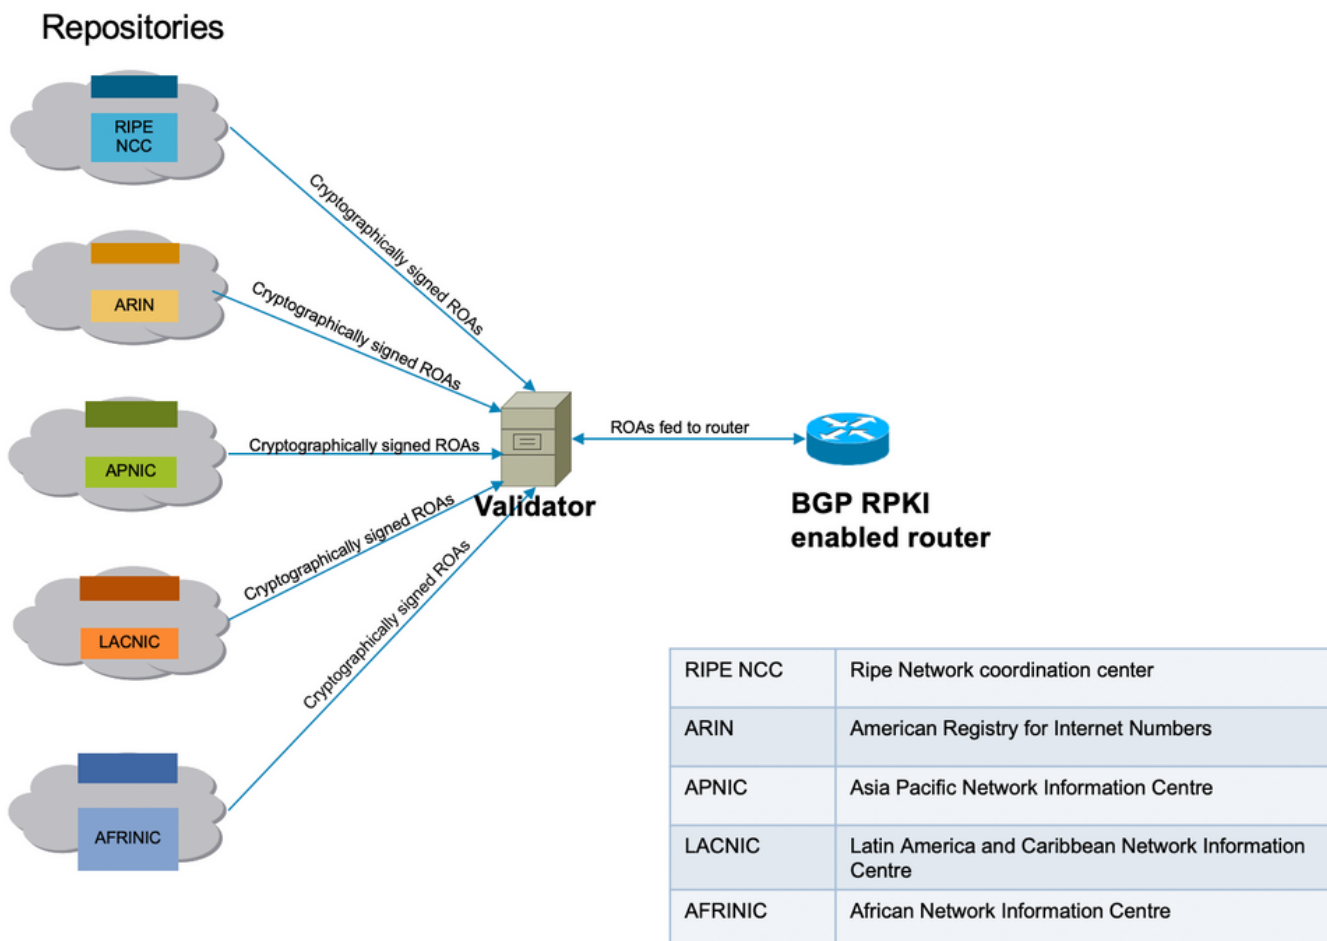 Repositories
RIPE
NCC
Cryptographically signed ROAs
ARIN
Cryptographically signed ROAs
APNIC
Cryptographically signed ROAs
LACNIC
Cryptographically signed ROAs
AFRINIC
Cryptographically signed ROAs
Validator
ROAs fed to router
BGP RPKI
enabled router
RIPE NCC Ripe Network coordination center
ARIN American Registry for Internet Numbers
APNIC Asia Pacific Network Information Centre
LACNIC Latin America and Caribbean Network Information
Centre
AFRINIC African Network Information Centre